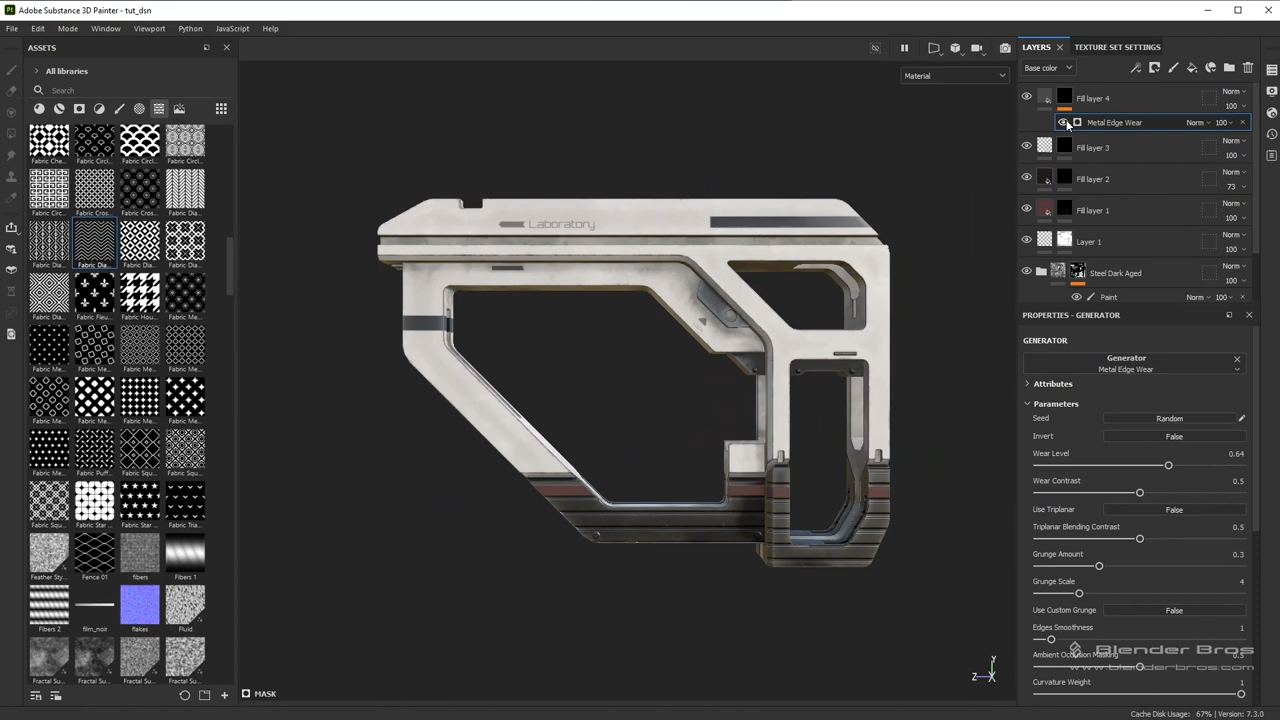 Adobe Substance 3D Painter - tut_dsn
File Edit Mode Window Viewport Python JavaScript Help
ASSETS
All libraries
Search
Fabric Che... Fabric Circl... Fabric Circl... Fabric Circl...
Fabric Circ... Fabric Cros... Fabric Cros... Fabric Dia...
Fabric Dia... Fabric Dia... Fabric Dia... Fabric Dia...
Fabric Dia... Fabric Fleu... Fabric Hou... Fabric Me...
Fabric Me... Fabric Me... Fabric Me... Fabric Me...
Fabric Me... Fabric Me... Fabric Me... Fabric Me...
Fabric Me... Fabric Puff... Fabric Squ... Fabric Squ...
Fabric Squ... Fabric Star ... Fabric Star ... Fabric Tria...
Feather Sty... Fence 01 fibers Fibers 1
Fibers 2 film_noir flakes Fluid
Fractal Su... Fractal Su... Fractal Su... Fractal Su...
Material
Laboratory
MASK
Z Y X
LAYERS TEXTURE SET SETTINGS
Base color
Fill layer 4 Norm 100
Metal Edge Wear Norm 100
Fill layer 3 Norm 100
Fill layer 2 Norm 73
Fill layer 1 Norm 100
Layer 1 Norm 100
Steel Dark Aged Norm 100
Paint Norm 100
PROPERTIES - GENERATOR
GENERATOR
Generator
Metal Edge Wear
Attributes
Parameters
Seed Random
Invert False
Wear Level 0.64
Wear Contrast 0.5
Use Triplanar False
Triplanar Blending Contrast 0.5
Grunge Amount 0.3
Grunge Scale 4
Use Custom Grunge False
Edges Smoothness 1
Blender Bros
Ambient Occlusion Masking 0.5
www.blenderbros.com
Curvature Weight 1
Cache Disk Usage: 67% | Version: 7.3.0